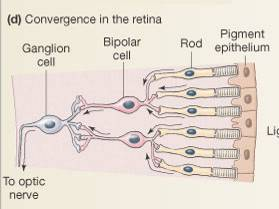 (d) Convergence in the retina
Ganglion
cell
Bipolar
cell
Rod
Pigment
epithelium
To optic
nerve